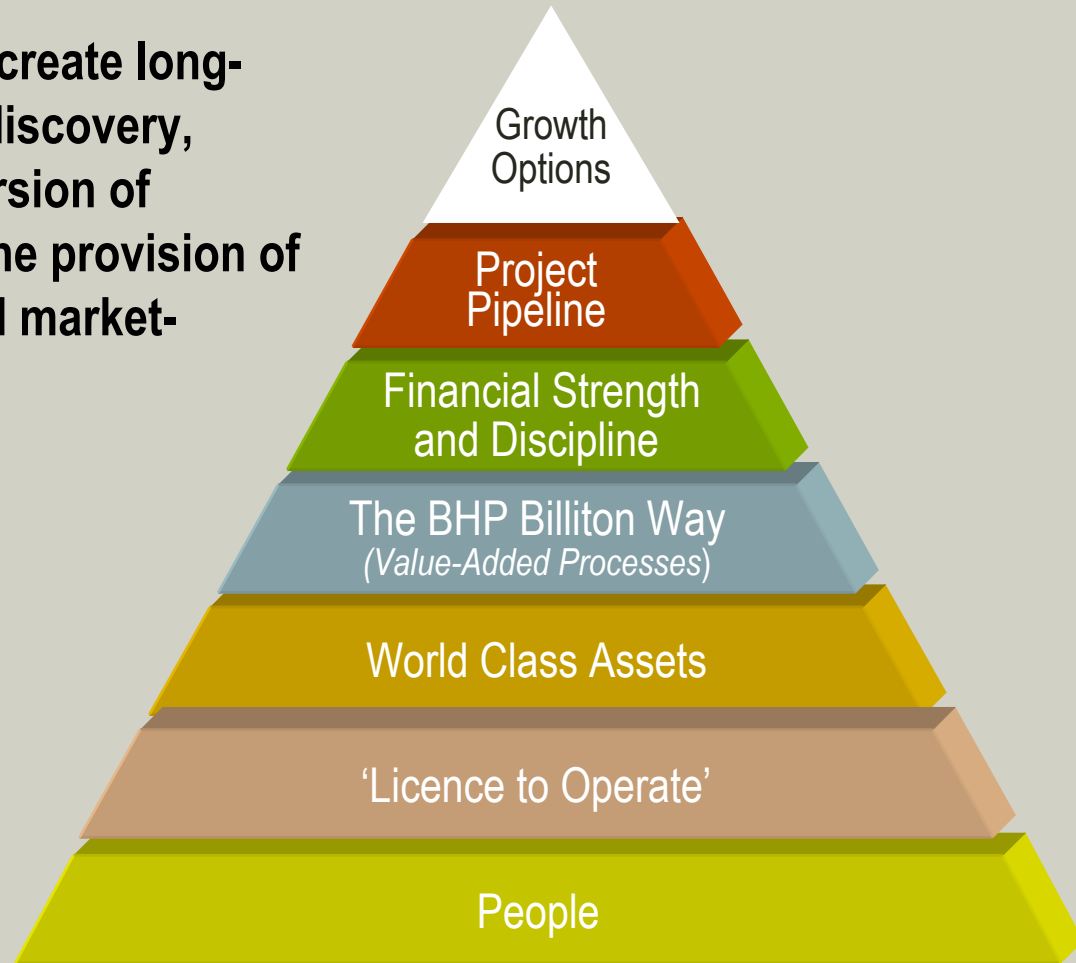 create long-
discovery,
rsion of
he provision of
l market-
Growth
Options
Project
Pipeline
Financial Strength
and Discipline
The BHP Billiton Way
(Value-Added Processes)
World Class Assets
‘Licence to Operate’
People